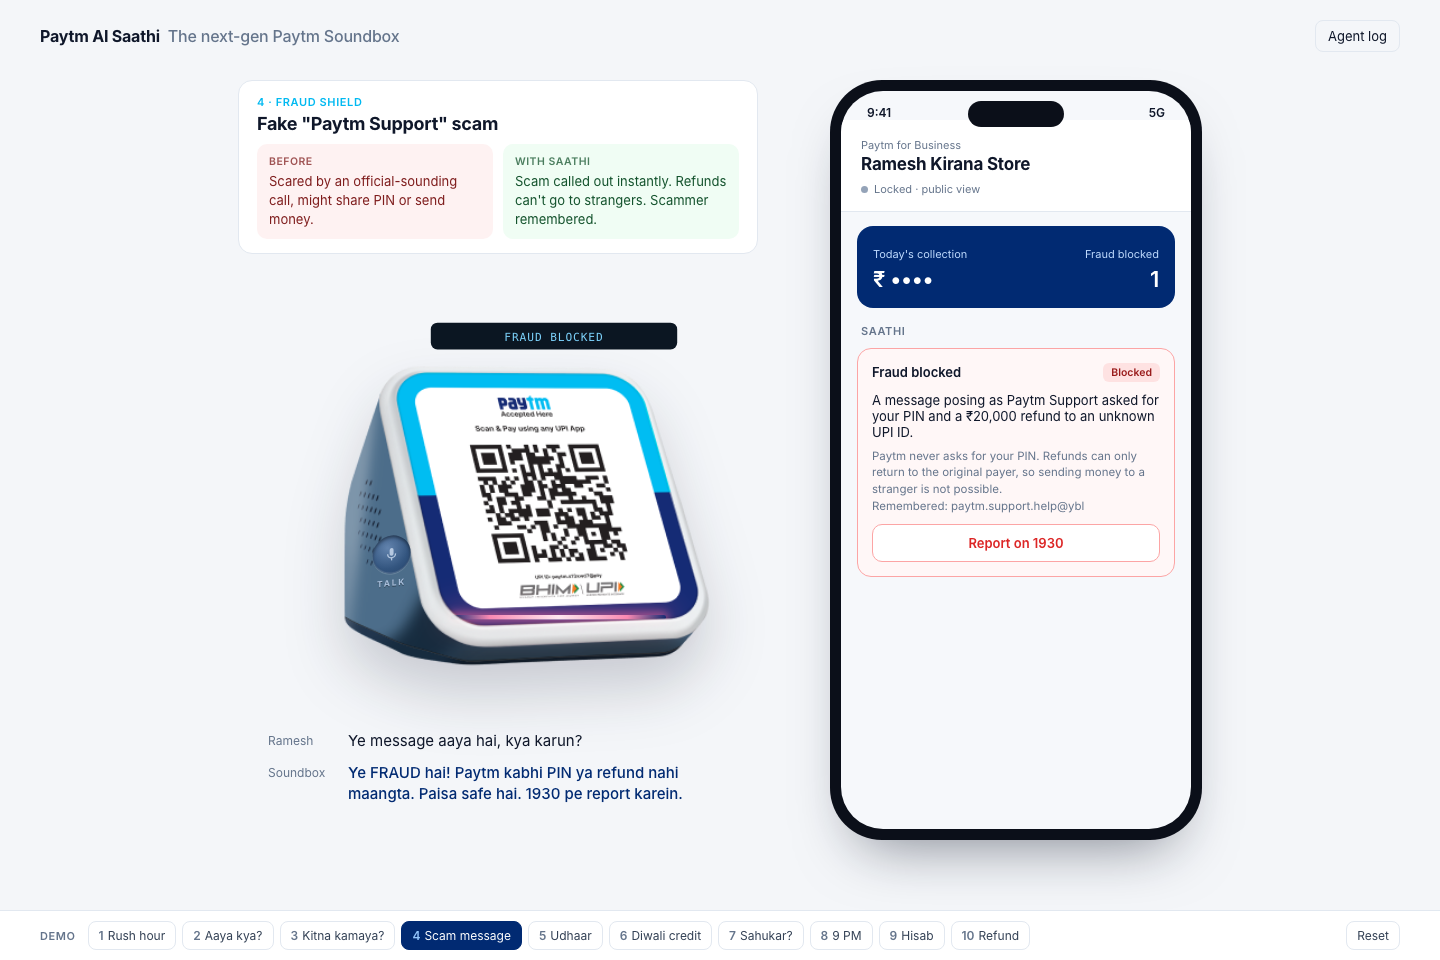 Paytm AI Saathi The next-gen Paytm Soundbox
Agent log
4 · FRAUD SHIELD
Fake "Paytm Support" scam
BEFORE
Scared by an official-sounding
call, might share PIN or send
money.
WITH SAATHI
Scam called out instantly. Refunds
can't go to strangers. Scammer
remembered.
FRAUD BLOCKED
paytm
Accepted Here
Scan & Pay using any UPI App
BHIM UPI
TALK
Ramesh
Ye message aaya hai, kya karun?
Soundbox
Ye FRAUD hai! Paytm kabhi PIN ya refund nahi
maangta. Paisa safe hai. 1930 pe report karein.
9:41
5G
Paytm for Business
Ramesh Kirana Store
Locked · public view
Today's collection
₹ ••••
Fraud blocked
1
SAATHI
Fraud blocked
Blocked
A message posing as Paytm Support asked for
your PIN and a ₹20,000 refund to an unknown
UPI ID.
Paytm never asks for your PIN. Refunds can only
return to the original payer, so sending money to a
stranger is not possible.
Remembered: paytm.support.help@ybl
Report on 1930
DEMO
1 Rush hour
2 Aaya kya?
3 Kitna kamaya?
4 Scam message
5 Udhaar
6 Diwali credit
7 Sahukar?
8 9 PM
9 Hisab
10 Refund
Reset